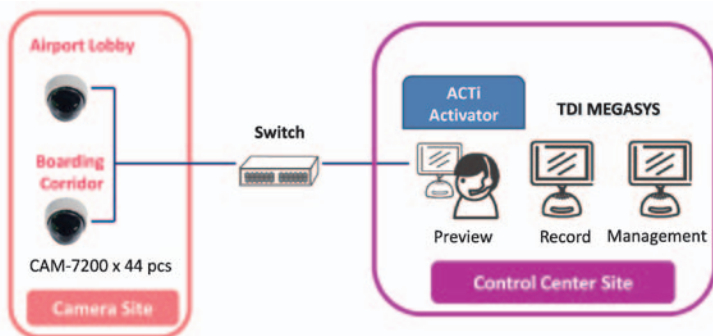 Airport Lobby
Boarding
Corridor
CAM-7200 x 44 pcs
Camera Site
Switch
ACTi
Activator
TDI MEGASYS
Preview
Record
Management
Control Center Site